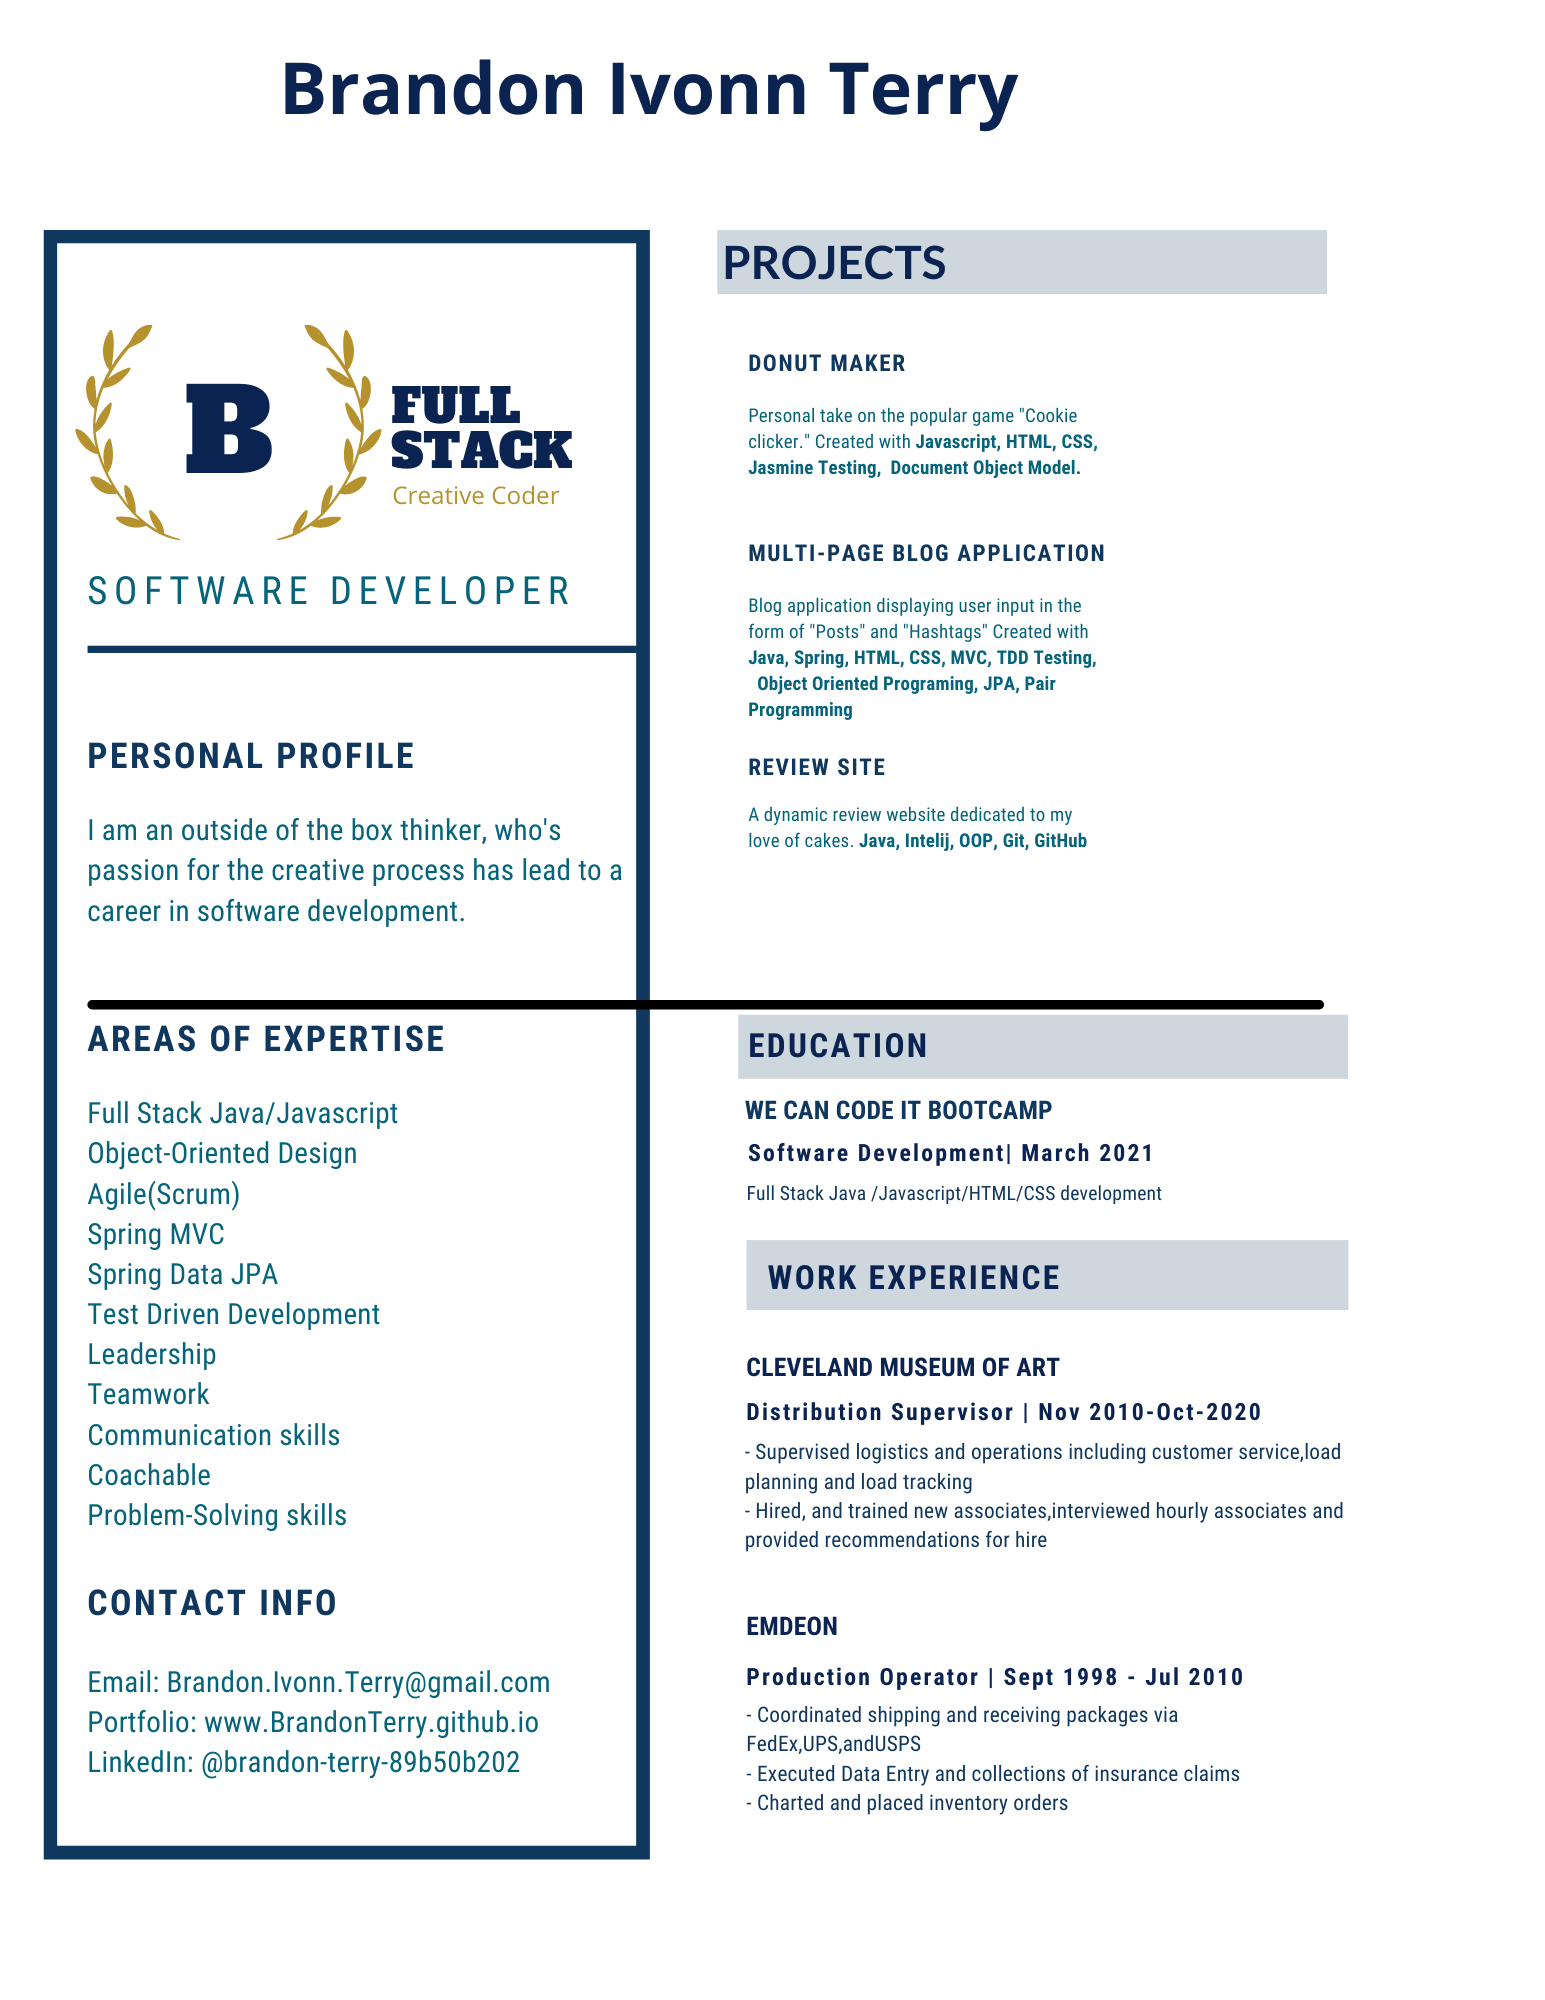 Brandon Ivonn Terry
B
FULL
STACK
Creative Coder
SOFTWARE DEVELOPER
PERSONAL PROFILE
I am an outside of the box thinker, who's
passion for the creative process has lead to a
career in software development.
AREAS OF EXPERTISE
Full Stack Java/Javascript
Object-Oriented Design
Agile(Scrum)
Spring MVC
Spring Data JPA
Test Driven Development
Leadership
Teamwork
Communication skills
Coachable
Problem-Solving skills
CONTACT INFO
Email: Brandon.Ivonn.Terry@gmail.com
Portfolio: www.BrandonTerry.github.io
LinkedIn: @brandon-terry-89b50b202
PROJECTS
DONUT MAKER
Personal take on the popular game "Cookie
clicker." Created with Javascript, HTML, CSS,
Jasmine Testing, Document Object Model.
MULTI-PAGE BLOG APPLICATION
Blog application displaying user input in the
form of "Posts" and "Hashtags" Created with
Java, Spring, HTML, CSS, MVC, TDD Testing,
Object Oriented Programing, JPA, Pair
Programming
REVIEW SITE
A dynamic review website dedicated to my
love of cakes. Java, Intelij, OOP, Git, GitHub
EDUCATION
WE CAN CODE IT BOOTCAMP
Software Development| March 2021
Full Stack Java /Javascript/HTML/CSS development
WORK EXPERIENCE
CLEVELAND MUSEUM OF ART
Distribution Supervisor | Nov 2010-Oct-2020
- Supervised logistics and operations including customer service,load
planning and load tracking
- Hired, and trained new associates,interviewed hourly associates and
provided recommendations for hire
EMDEON
Production Operator | Sept 1998 - Jul 2010
- Coordinated shipping and receiving packages via
FedEx,UPS,andUSPS
- Executed Data Entry and collections of insurance claims
- Charted and placed inventory orders